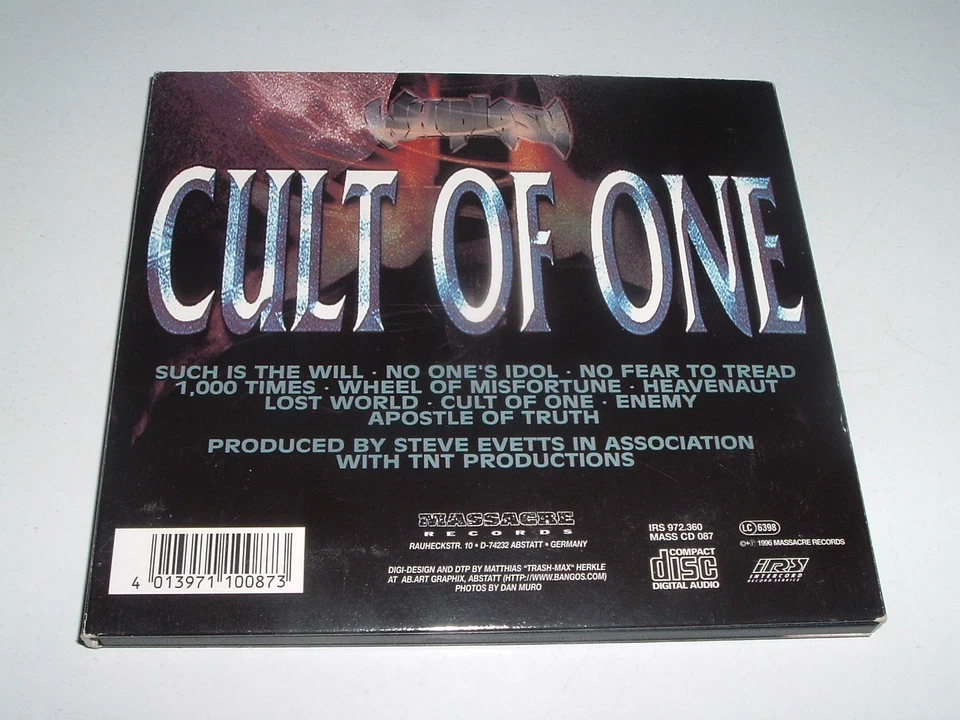 Whiplash
CULT OF ONE
SUCH IS THE WILL · NO ONE'S IDOL · NO FEAR TO TREAD
1,000 TIMES · WHEEL OF MISFORTUNE · HEAVENAUT
LOST WORLD · CULT OF ONE · ENEMY
APOSTLE OF TRUTH
PRODUCED BY STEVE EVETTS IN ASSOCIATION
WITH TNT PRODUCTIONS
MASSACRE
RECORDS
RAUHECKSTR. 10 • D-74232 ABSTATT • GERMANY
DIGI-DESIGN AND DTP BY MATTHIAS "TRASH-MAX" HERKLE
AT AB.ART GRAPHIX, ABSTATT (HTTP://WWW.BANGOS.COM)
PHOTOS BY DAN MURO
4 013971 100873
IRS 972.360
MASS CD 087
LC 6398
©+℗ 1996 MASSACRE RECORDS
COMPACT
disc
DIGITAL AUDIO
IRS
INTERCORD
RECORD SERVICE